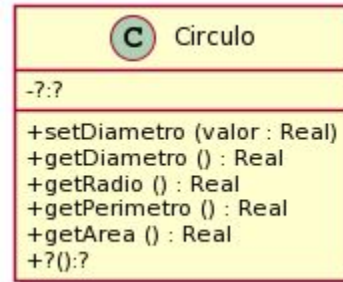 C Circulo
-?:?
+setDiametro (valor : Real)
+getDiametro () : Real
+getRadio () : Real
+getPerimetro () : Real
+getArea () : Real
+?():?